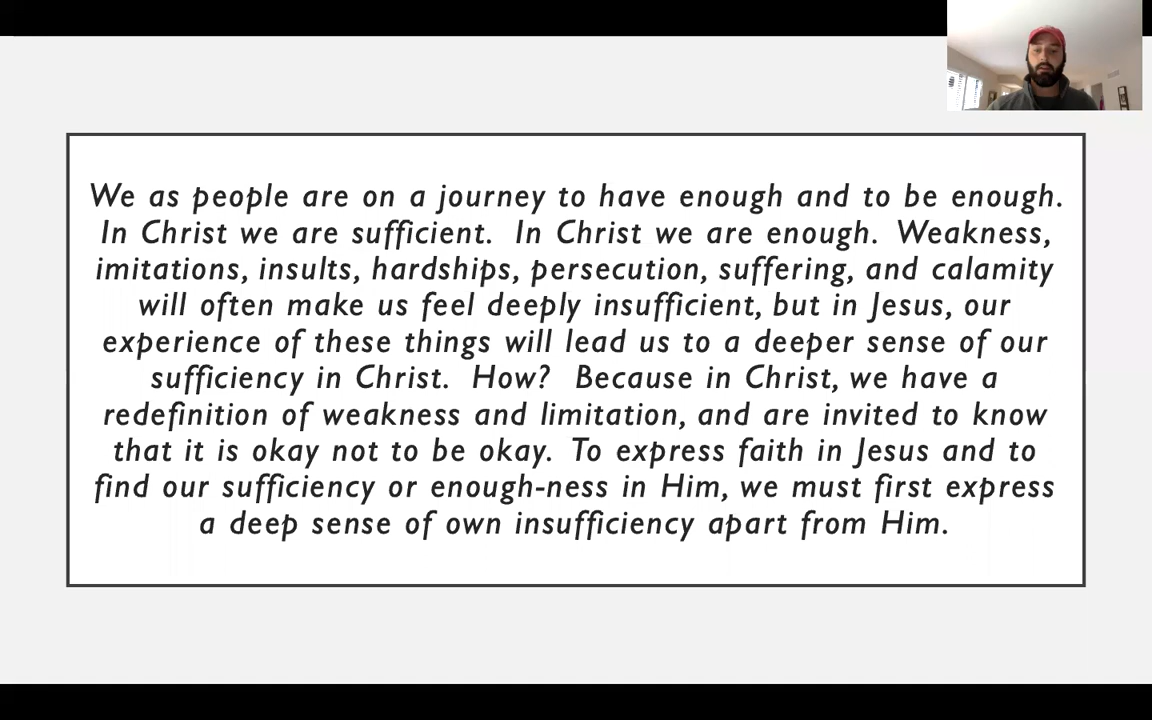 We as people are on a journey to have enough and to be enough.
In Christ we are sufficient. In Christ we are enough. Weakness,
imitations, insults, hardships, persecution, suffering, and calamity
will often make us feel deeply insufficient, but in Jesus, our
experience of these things will lead us to a deeper sense of our
sufficiency in Christ. How? Because in Christ, we have a
redefinition of weakness and limitation, and are invited to know
that it is okay not to be okay. To express faith in Jesus and to
find our sufficiency or enough-ness in Him, we must first express
a deep sense of own insufficiency apart from Him.